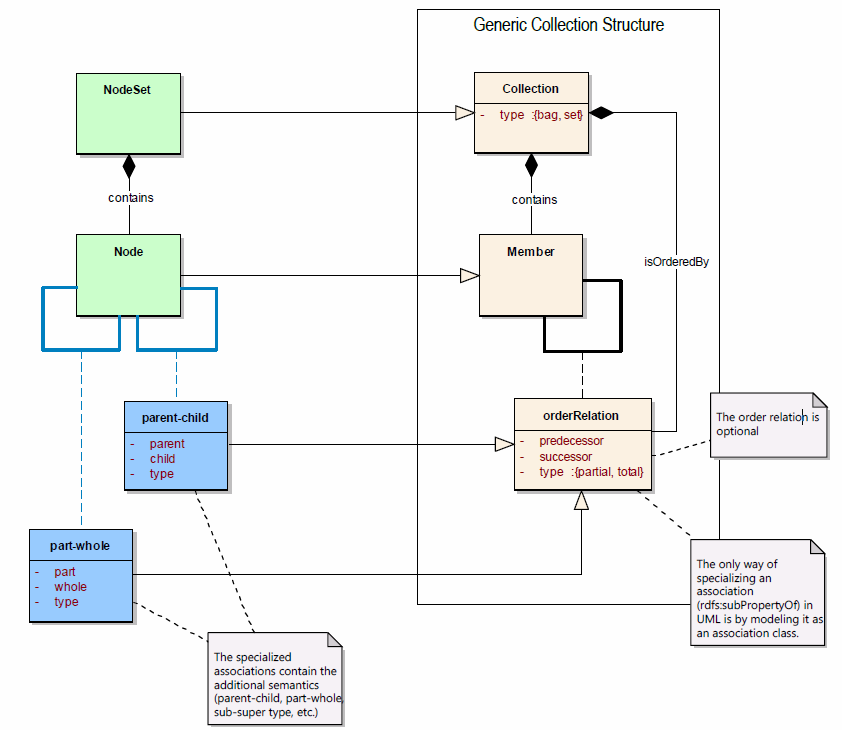 Generic Collection Structure
NodeSet
Collection
- type :{bag, set}
contains
contains
Node
Member
isOrderedBy
parent-child
- parent
- child
- type
orderRelation
- predecessor
- successor
- type :{partial, total}
The order relation is
optional
part-whole
- part
- whole
- type
The only way of
specializing an
association
(rdfs:subPropertyOf) in
UML is by modeling it as
an association class.
The specialized
associations contain the
additional semantics
(parent-child, part-whole,
sub-super type, etc.)